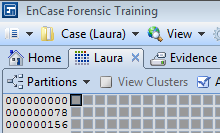 EnCase Forensic Training
Case (Laura) View
Home Laura Evidence
Partitions View Clusters
000000000
000000078
000000156